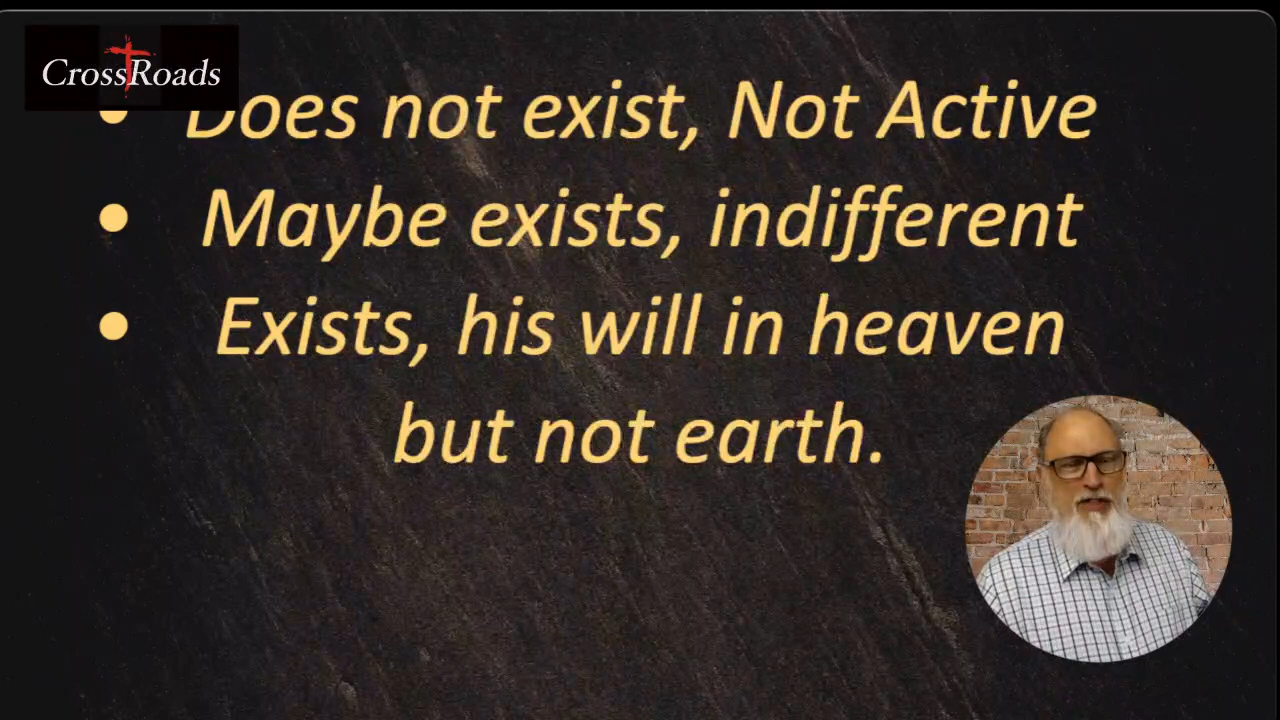 CrossRoads
• Does not exist, Not Active
• Maybe exists, indifferent
• Exists, his will in heaven
but not earth.